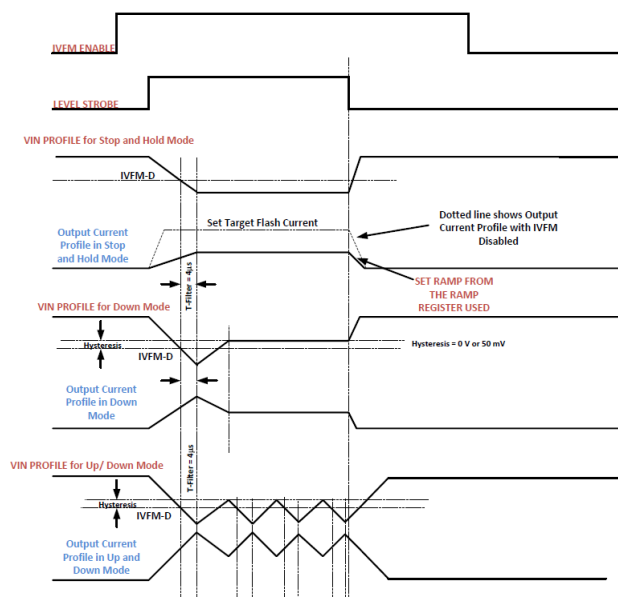 IVFM ENABLE
LEVEL STROBE
VIN PROFILE for Stop and Hold Mode
IVFM-D
Set Target Flash Current
Dotted line shows Output
Current Profile with IVFM
Disabled
Output Current
Profile in Stop
and Hold Mode
T-Filter = 4µs
SET RAMP FROM
THE RAMP
REGISTER USED
VIN PROFILE for Down Mode
Hysteresis
IVFM-D
Hysteresis = 0 V or 50 mV
Output Current
Profile in Down
Mode
T-Filter = 4µs
VIN PROFILE for Up/ Down Mode
Hysteresis
IVFM-D
Output Current
Profile in Up and
Down Mode